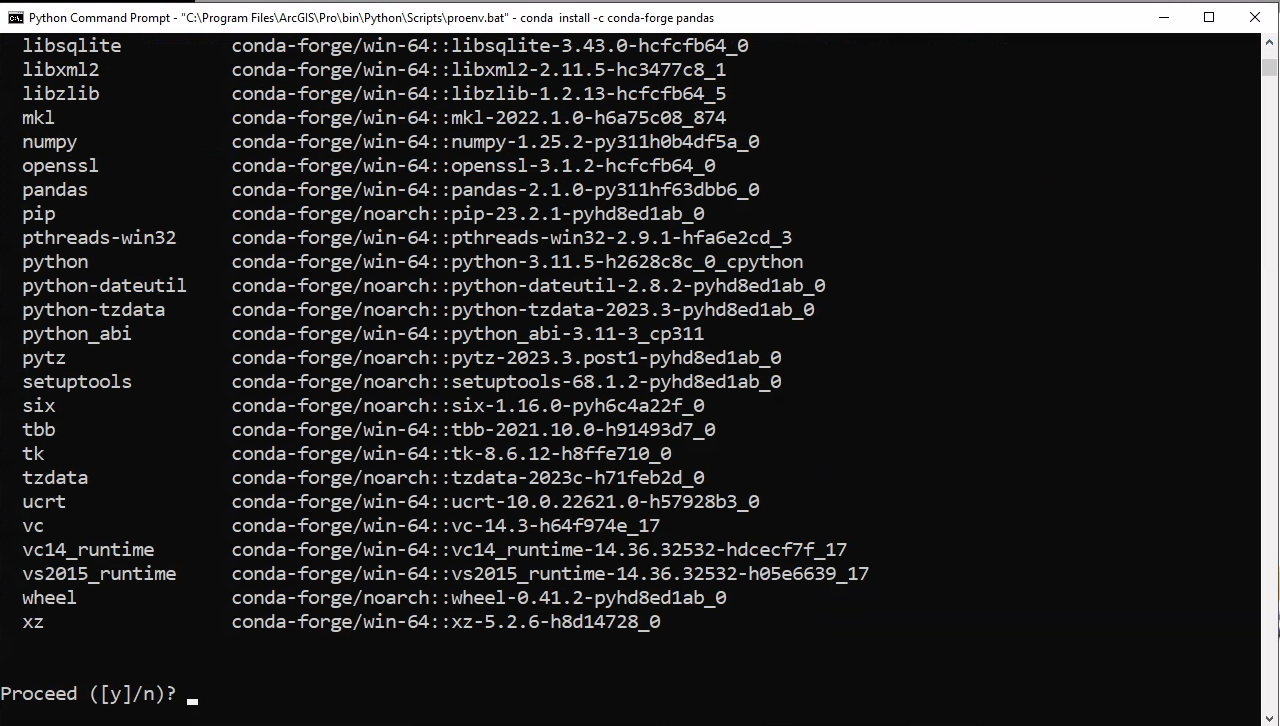 Python Command Prompt - "C:\Program Files\ArcGIS\Pro\bin\Python\Scripts\proenv.bat" - conda  install -c conda-forge pandas
libsqlite          conda-forge/win-64::libsqlite-3.43.0-hcfcfb64_0
libxml2            conda-forge/win-64::libxml2-2.11.5-hc3477c8_1
libzlib            conda-forge/win-64::libzlib-1.2.13-hcfcfb64_5
mkl                conda-forge/win-64::mkl-2022.1.0-h6a75c08_874
numpy              conda-forge/win-64::numpy-1.25.2-py311h0b4df5a_0
openssl            conda-forge/win-64::openssl-3.1.2-hcfcfb64_0
pandas             conda-forge/win-64::pandas-2.1.0-py311hf63dbb6_0
pip                conda-forge/noarch::pip-23.2.1-pyhd8ed1ab_0
pthreads-win32     conda-forge/win-64::pthreads-win32-2.9.1-hfa6e2cd_3
python             conda-forge/win-64::python-3.11.5-h2628c8c_0_cpython
python-dateutil    conda-forge/noarch::python-dateutil-2.8.2-pyhd8ed1ab_0
python-tzdata      conda-forge/noarch::python-tzdata-2023.3-pyhd8ed1ab_0
python_abi         conda-forge/win-64::python_abi-3.11-3_cp311
pytz               conda-forge/noarch::pytz-2023.3.post1-pyhd8ed1ab_0
setuptools         conda-forge/noarch::setuptools-68.1.2-pyhd8ed1ab_0
six                conda-forge/noarch::six-1.16.0-pyh6c4a22f_0
tbb                conda-forge/win-64::tbb-2021.10.0-h91493d7_0
tk                 conda-forge/win-64::tk-8.6.12-h8ffe710_0
tzdata             conda-forge/noarch::tzdata-2023c-h71feb2d_0
ucrt               conda-forge/win-64::ucrt-10.0.22621.0-h57928b3_0
vc                 conda-forge/win-64::vc-14.3-h64f974e_17
vc14_runtime       conda-forge/win-64::vc14_runtime-14.36.32532-hdcecf7f_17
vs2015_runtime     conda-forge/win-64::vs2015_runtime-14.36.32532-h05e6639_17
wheel              conda-forge/noarch::wheel-0.41.2-pyhd8ed1ab_0
xz                 conda-forge/win-64::xz-5.2.6-h8d14728_0
Proceed ([y]/n)?